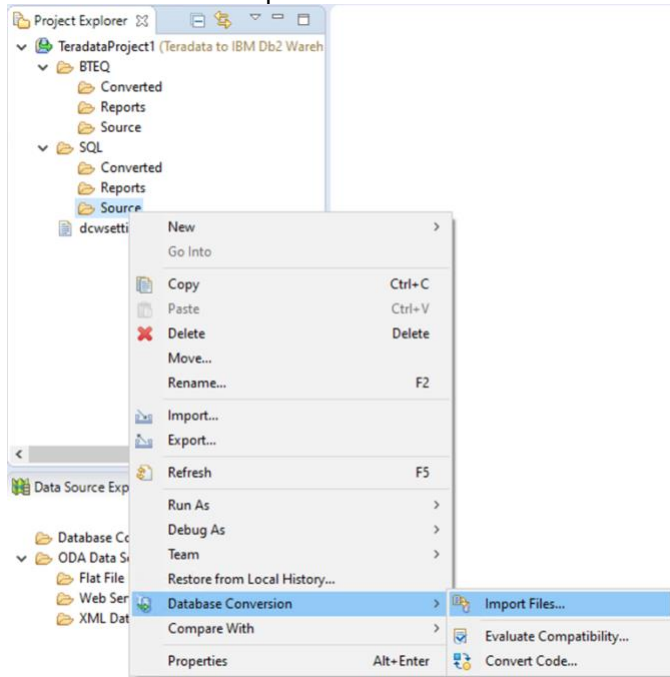 Project Explorer
TeradataProject1 (Teradata to IBM Db2 Wareh
BTEQ
Converted
Reports
Source
SQL
Converted
Reports
Source
dcwsetti
New
Go Into
Copy Ctrl+C
Paste Ctrl+V
Delete Delete
Move...
Rename... F2
Import...
Export...
Refresh F5
Run As
Debug As
Team
Restore from Local History...
Database Conversion
Compare With
Properties Alt+Enter
Import Files...
Evaluate Compatibility...
Convert Code...
Data Source Exp
Database Co
ODA Data S
Flat File
Web Ser
XML Dat